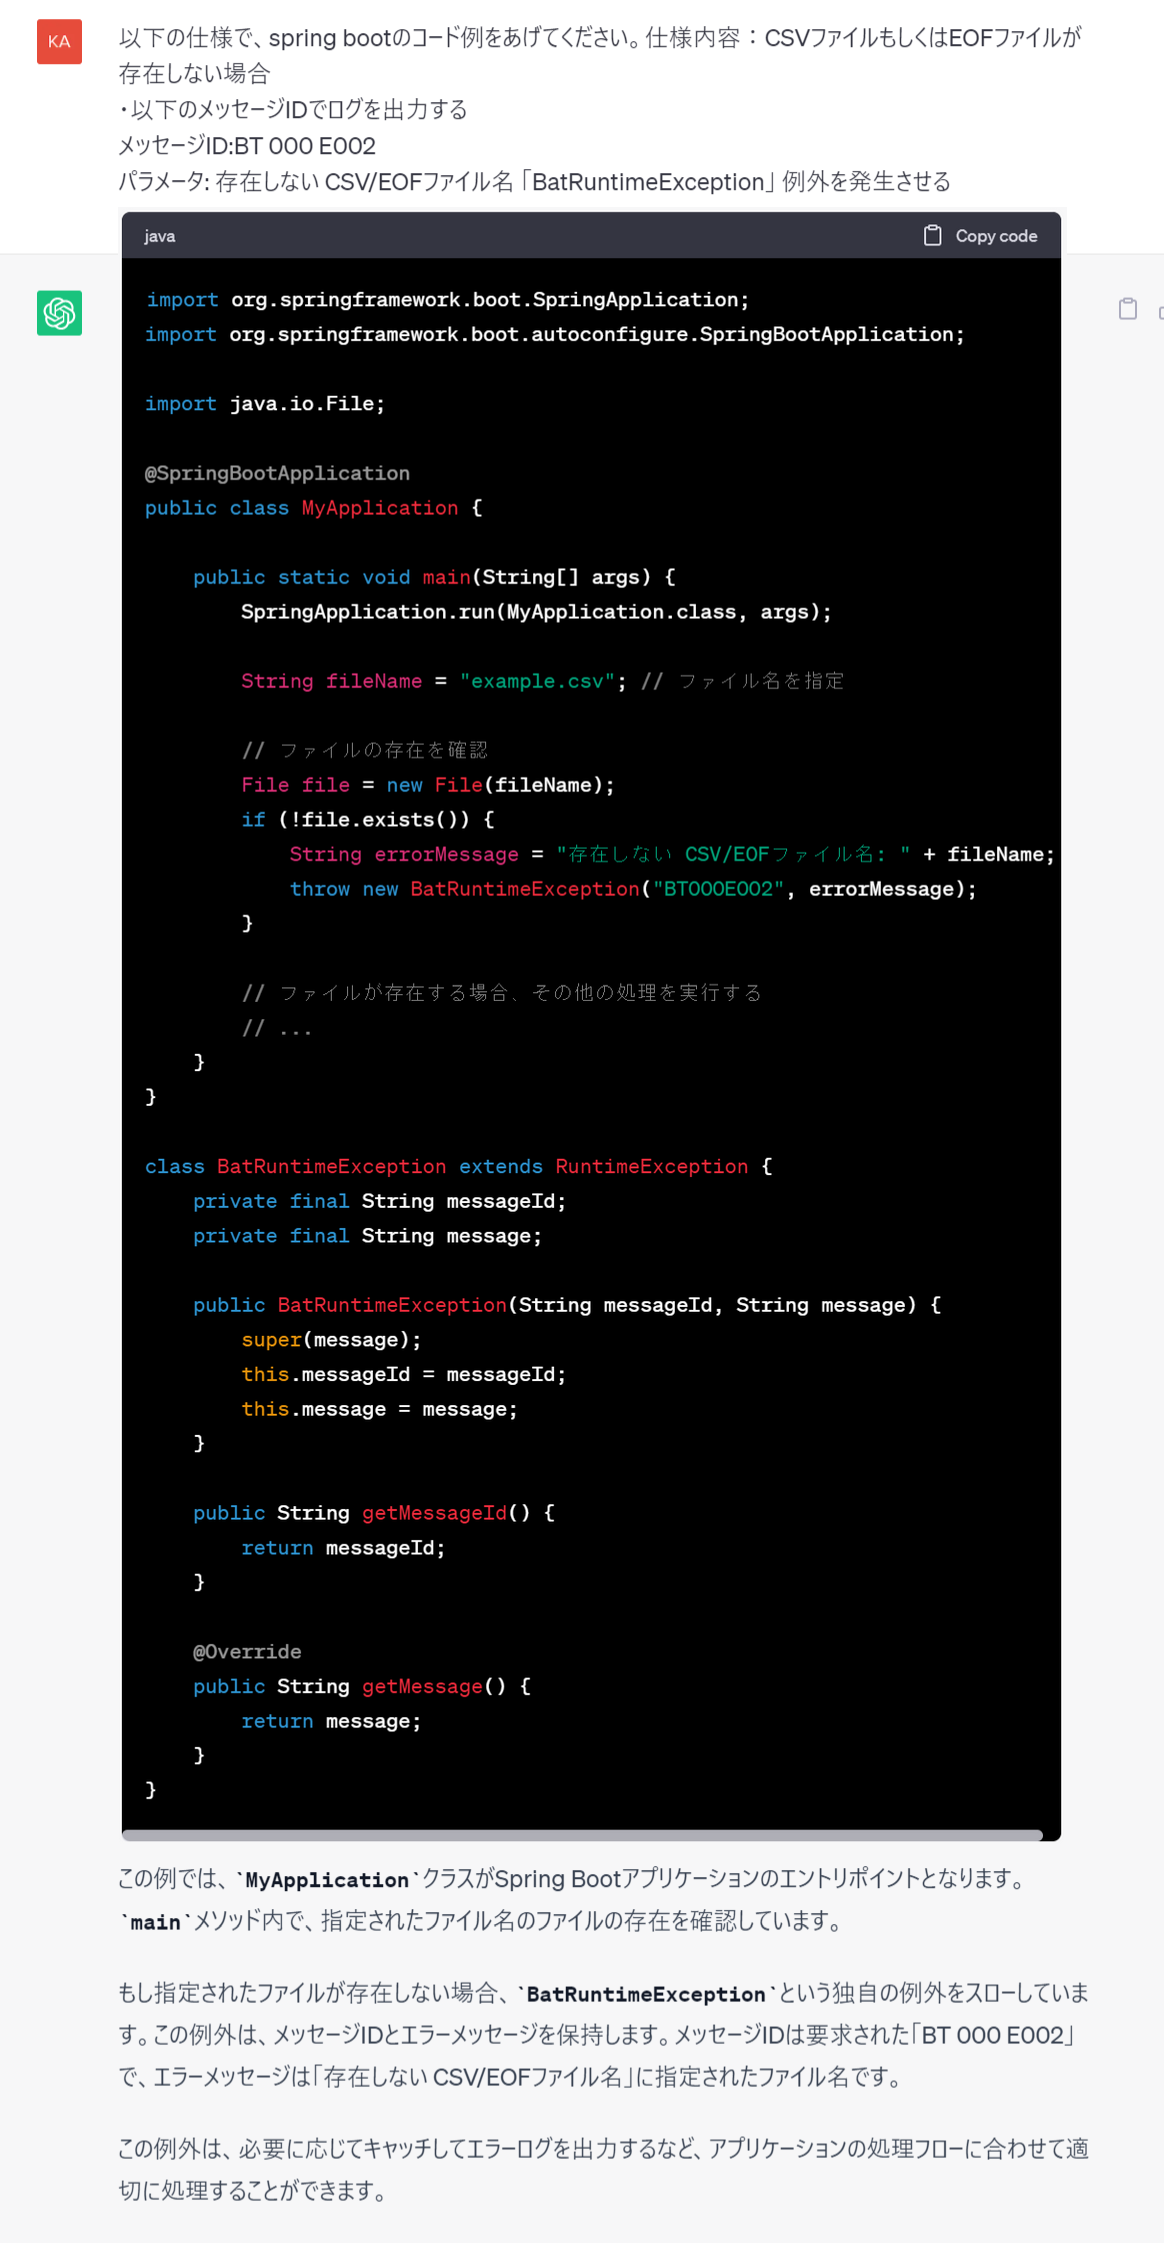 KA
以下の仕様で、spring bootのコード例をあげてください。仕様内容：CSVファイルもしくはEOFファイルが
存在しない場合
・以下のメッセージIDでログを出力する
メッセージID:BT 000 E002
パラメータ: 存在しない CSV/EOFファイル名 「BatRuntimeException」 例外を発生させる
java
Copy code
import org.springframework.boot.SpringApplication;
import org.springframework.boot.autoconfigure.SpringBootApplication;
import java.io.File;
@SpringBootApplication
public class MyApplication {
    public static void main(String[] args) {
        SpringApplication.run(MyApplication.class, args);
        String fileName = "example.csv"; // ファイル名を指定
        // ファイルの存在を確認
        File file = new File(fileName);
        if (!file.exists()) {
            String errorMessage = "存在しない CSV/EOFファイル名: " + fileName;
            throw new BatRuntimeException("BT000E002", errorMessage);
        }
        // ファイルが存在する場合、その他の処理を実行する
        // ...
    }
}
class BatRuntimeException extends RuntimeException {
    private final String messageId;
    private final String message;
    public BatRuntimeException(String messageId, String message) {
        super(message);
        this.messageId = messageId;
        this.message = message;
    }
    public String getMessageId() {
        return messageId;
    }
    @Override
    public String getMessage() {
        return message;
    }
}
この例では、`MyApplication`クラスがSpring Bootアプリケーションのエントリポイントとなります。
`main`メソッド内で、指定されたファイル名のファイルの存在を確認しています。
もし指定されたファイルが存在しない場合、`BatRuntimeException`という独自の例外をスローしていま
す。この例外は、メッセージIDとエラーメッセージを保持します。メッセージIDは要求された「BT 000 E002」
で、エラーメッセージは「存在しない CSV/EOFファイル名」に指定されたファイル名です。
この例外は、必要に応じてキャッチしてエラーログを出力するなど、アプリケーションの処理フローに合わせて適
切に処理することができます。